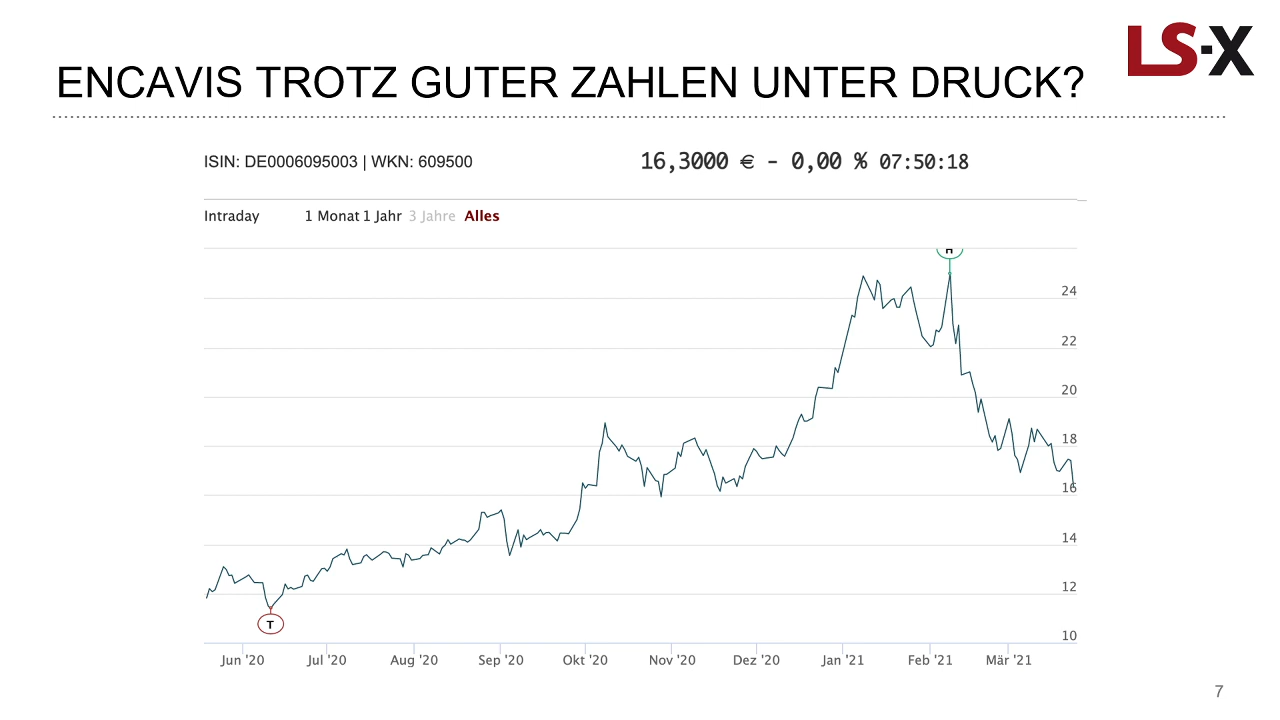 LS-X
ENCAVIS TROTZ GUTER ZAHLEN UNTER DRUCK?
ISIN: DE0006095003 | WKN: 609500
16,3000 € - 0,00 % 07:50:18
Intraday 1 Monat 1 Jahr 3 Jahre Alles
H
24
22
20
18
16
14
12
T
10
Jun '20 Jul '20 Aug '20 Sep '20 Okt '20 Nov '20 Dez '20 Jan '21 Feb '21 Mär '21
7